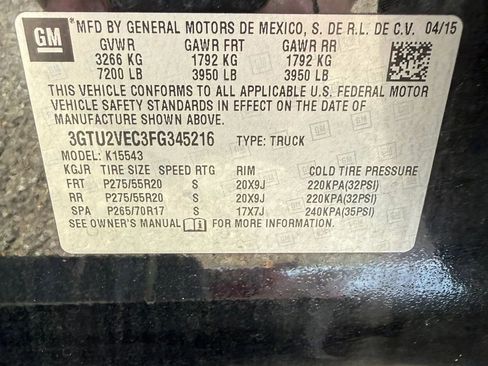 GM
*MFD BY GENERAL MOTORS DE MEXICO, S. DE R.L. DE C.V. 04/15
GVWR GAWR FRT GAWR RR
3266 KG 1792 KG 1792 KG
7200 LB 3950 LB 3950 LB
THIS VEHICLE CONFORMS TO ALL APPLICABLE U.S. FEDERAL MOTOR
VEHICLE SAFETY STANDARDS IN EFFECT ON THE DATE OF
MANUFACTURE SHOWN ABOVE.
3GTU2VEC3FG345216 TYPE: TRUCK
MODEL: K15543
KGJR TIRE SIZE SPEED RTG RIM COLD TIRE PRESSURE
FRT P275/55R20 S 20X9J 220KPA(32PSI)
RR P275/55R20 S 20X9J 220KPA(32PSI)
SPA P265/70R17 S 17X7J 240KPA(35PSI)
SEE OWNER'S MANUAL FOR MORE INFORMATION.